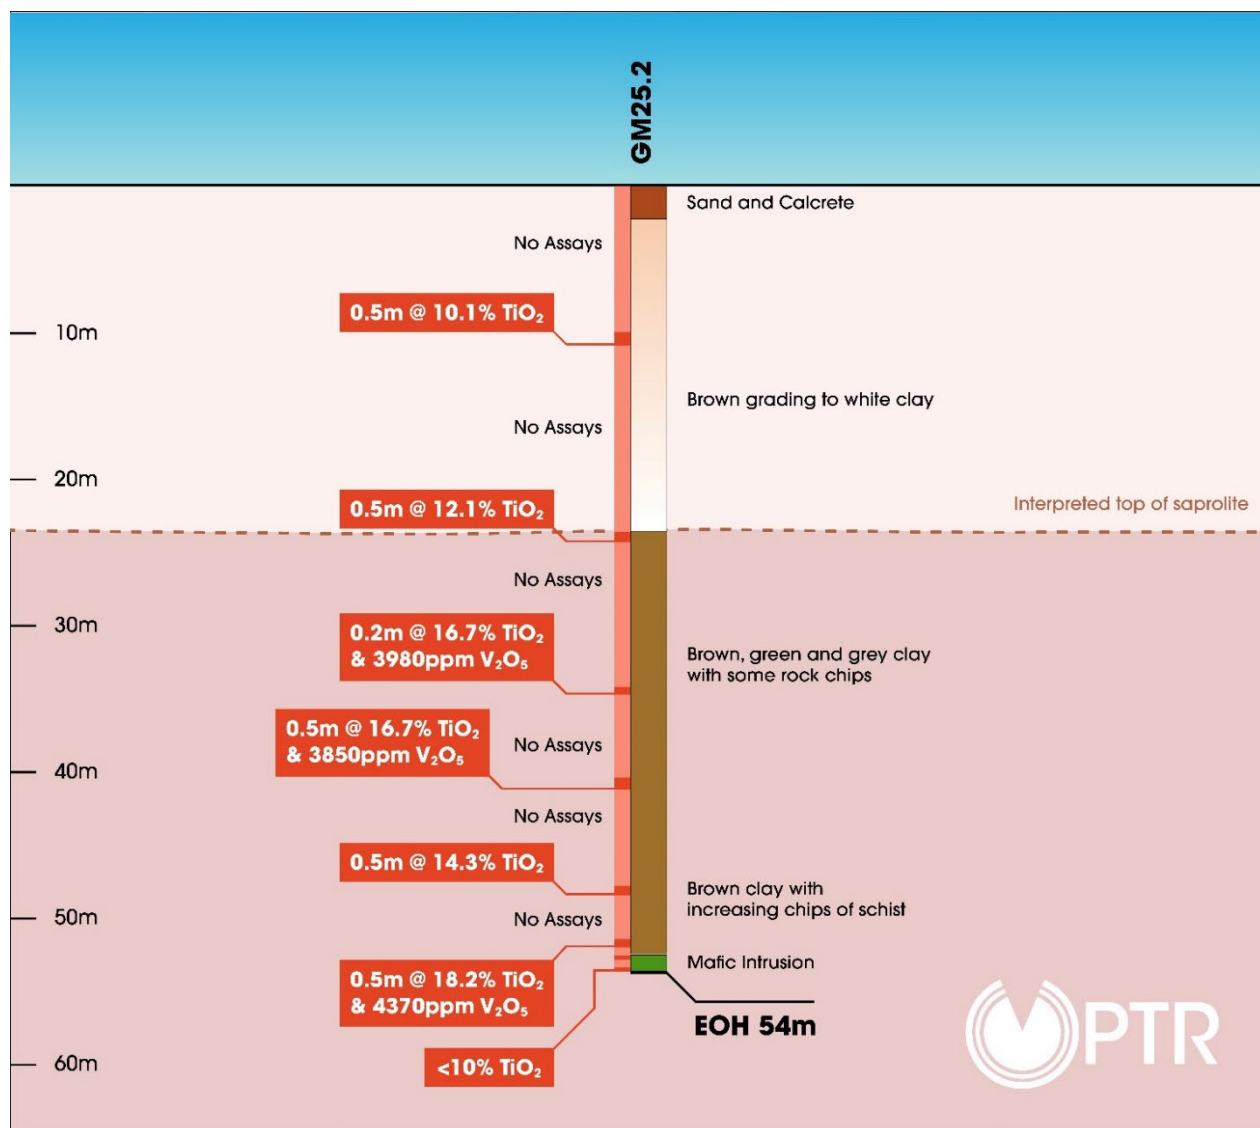 GM25.2
Sand and Calcrete
No Assays
0.5m @ 10.1% TiO₂
10m
Brown grading to white clay
No Assays
20m
0.5m @ 12.1% TiO₂
Interpreted top of saprolite
No Assays
30m
0.2m @ 16.7% TiO₂
& 3980ppm V₂O₅
Brown, green and grey clay
with some rock chips
0.5m @ 16.7% TiO₂
& 3850ppm V₂O₅
No Assays
40m
No Assays
0.5m @ 14.3% TiO₂
Brown clay with
increasing chips of schist
50m
No Assays
Mafic Intrusion
0.5m @ 18.2% TiO₂
& 4370ppm V₂O₅
EOH 54m
PTR
60m
<10% TiO₂